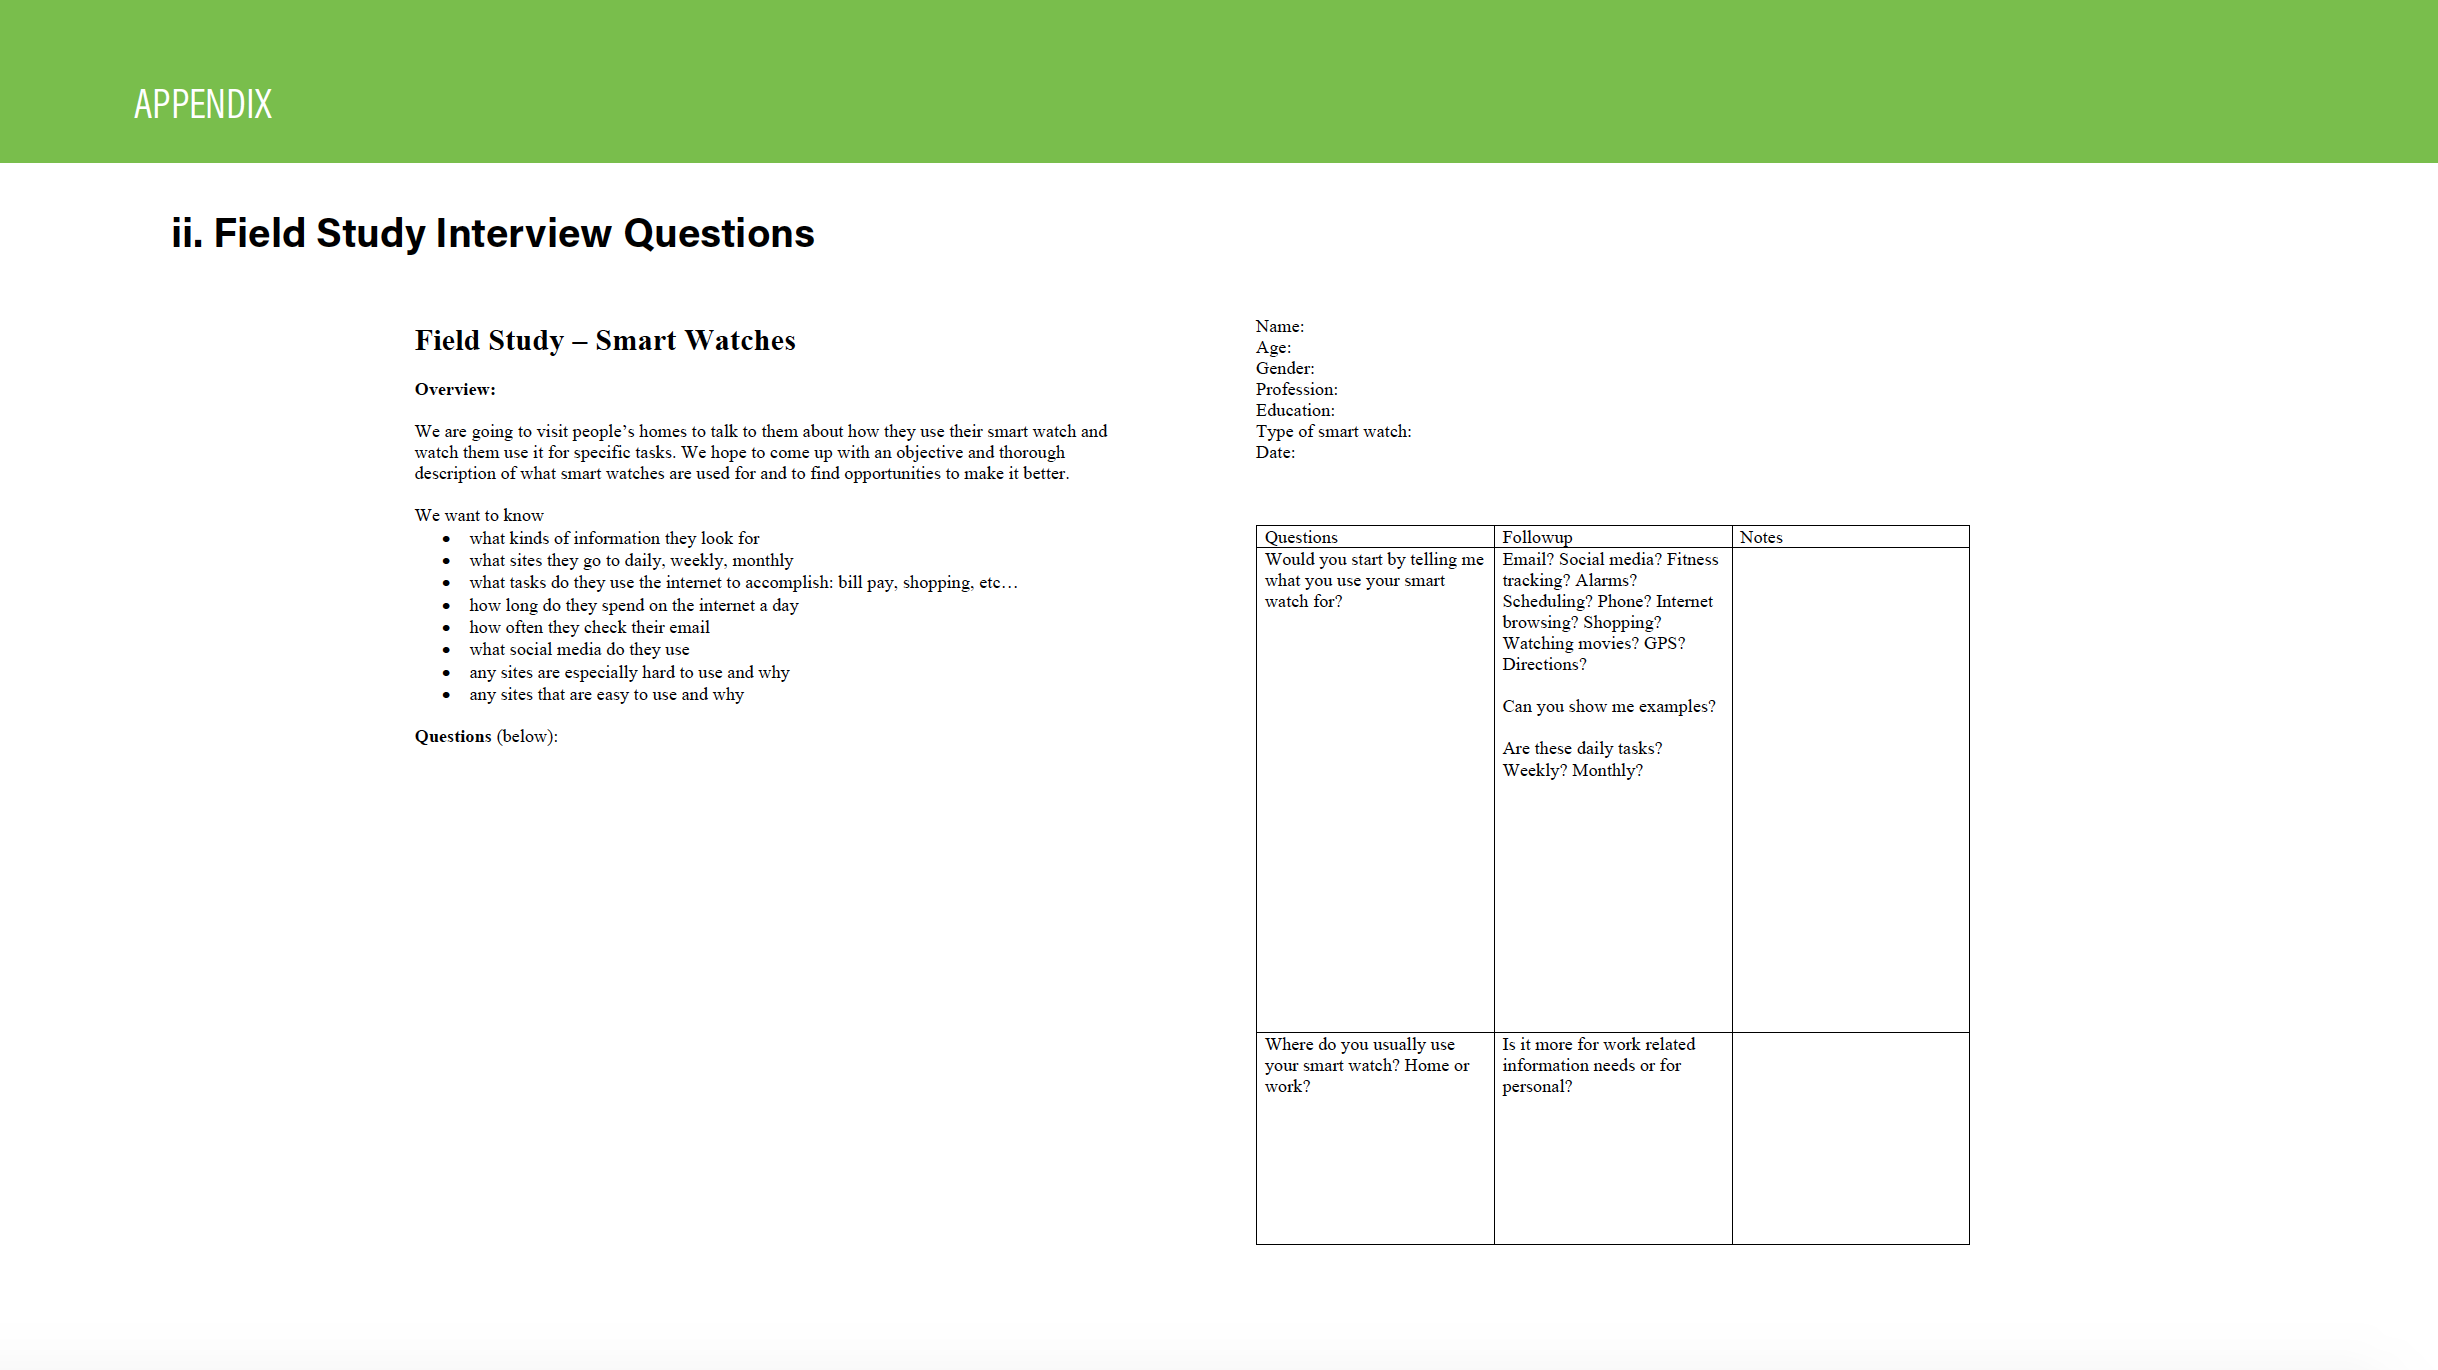 APPENDIX
ii. Field Study Interview Questions
Field Study – Smart Watches
Overview:
We are going to visit people’s homes to talk to them about how they use their smart watch and
watch them use it for specific tasks. We hope to come up with an objective and thorough
description of what smart watches are used for and to find opportunities to make it better.
We want to know
• what kinds of information they look for
• what sites they go to daily, weekly, monthly
• what tasks do they use the internet to accomplish: bill pay, shopping, etc…
• how long do they spend on the internet a day
• how often they check their email
• what social media do they use
• any sites are especially hard to use and why
• any sites that are easy to use and why
Questions (below):
Name:
Age:
Gender:
Profession:
Education:
Type of smart watch:
Date:
Questions
Followup
Notes
Would you start by telling me
what you use your smart
watch for?
Email? Social media? Fitness
tracking? Alarms?
Scheduling? Phone? Internet
browsing? Shopping?
Watching movies? GPS?
Directions?
Can you show me examples?
Are these daily tasks?
Weekly? Monthly?
Where do you usually use
your smart watch? Home or
work?
Is it more for work related
information needs or for
personal?